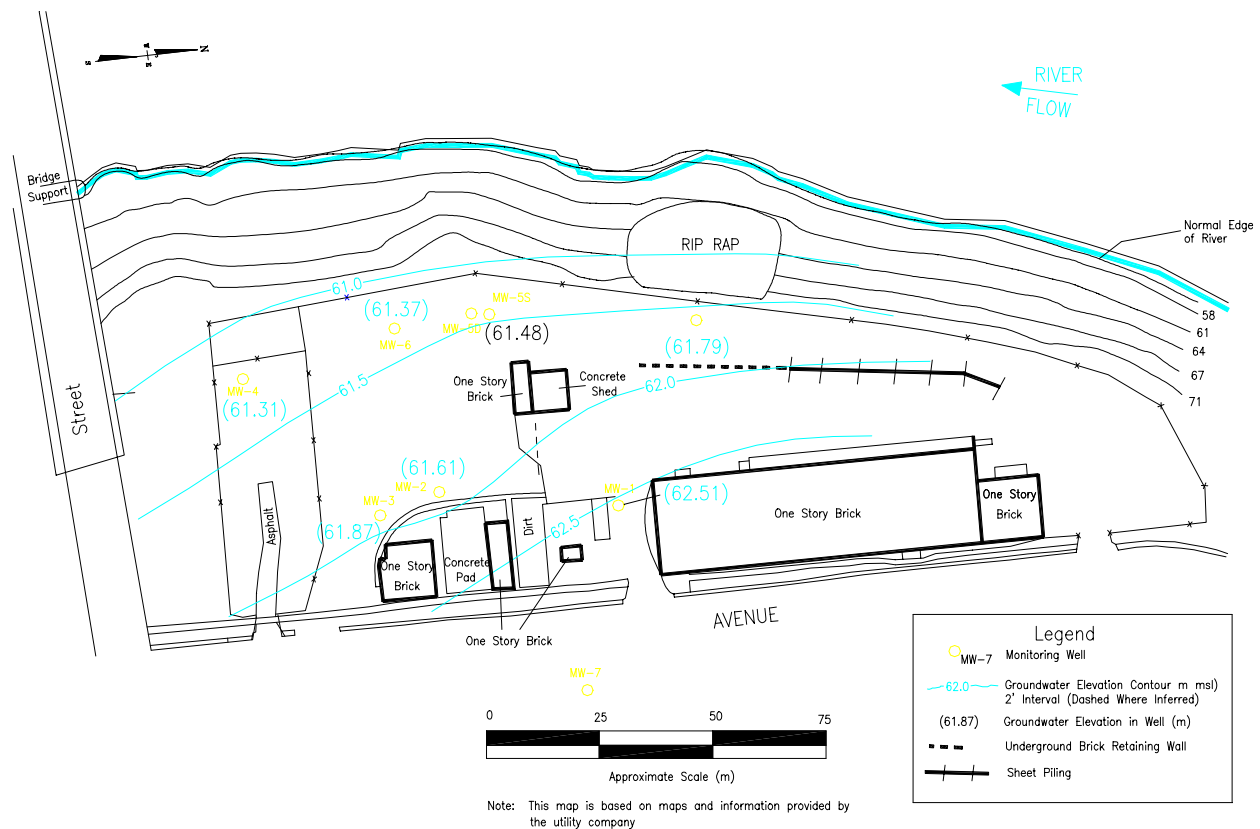 N
RIVER
FLOW
Bridge
Support
Normal Edge
of River
RIP RAP
61.0
58
61
64
67
71
MW-5S
MW-5D
(61.48)
(61.37)
MW-6
(61.79)
One Story
Brick
Concrete
Shed
62.0
61.5
MW-4
(61.31)
Street
(61.61)
MW-2
MW-3
(61.87)
MW-1
(62.51)
One Story Brick
One Story
Brick
Asphalt
Dirt
62.5
One Story
Brick
Concrete
Pad
One Story Brick
AVENUE
MW-7
0 25 50 75
Approximate Scale (m)
Note: This map is based on maps and information provided by
the utility company
Legend
MW-7 Monitoring Well
62.0 Groundwater Elevation Contour m msl)
2' Interval (Dashed Where Inferred)
(61.87) Groundwater Elevation in Well (m)
Underground Brick Retaining Wall
Sheet Piling